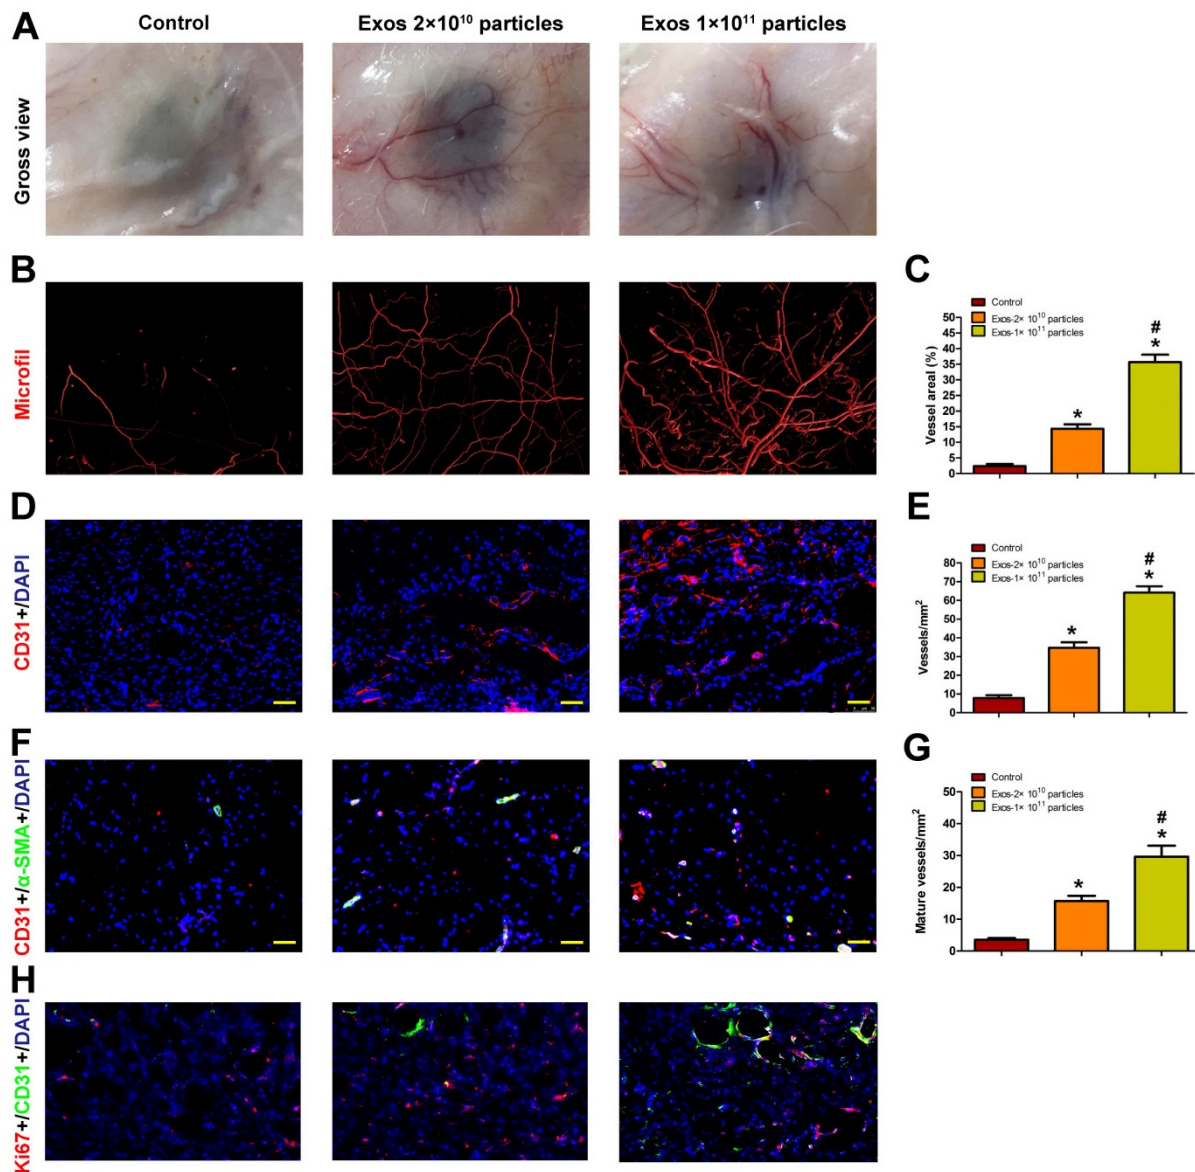 A
Control
Exos 2×10¹⁰ particles
Exos 1×10¹¹ particles
Gross view
B
Microfil
C
Control
Exos-2× 10¹⁰ particles
Exos-1× 10¹¹ particles
Vessel areal (%)
50
45
40
35
30
25
20
15
10
5
0
*
#
*
D
CD31+/DAPI
E
Control
Exos-2× 10¹⁰ particles
Exos-1× 10¹¹ particles
Vessels/mm²
80
70
60
50
40
30
20
10
0
*
#
*
F
CD31+/α-SMA+/DAPI
G
Control
Exos-2× 10¹⁰ particles
Exos-1× 10¹¹ particles
Mature vessels/mm²
50
40
30
20
10
0
*
#
*
H
Ki67+/CD31+/DAPI